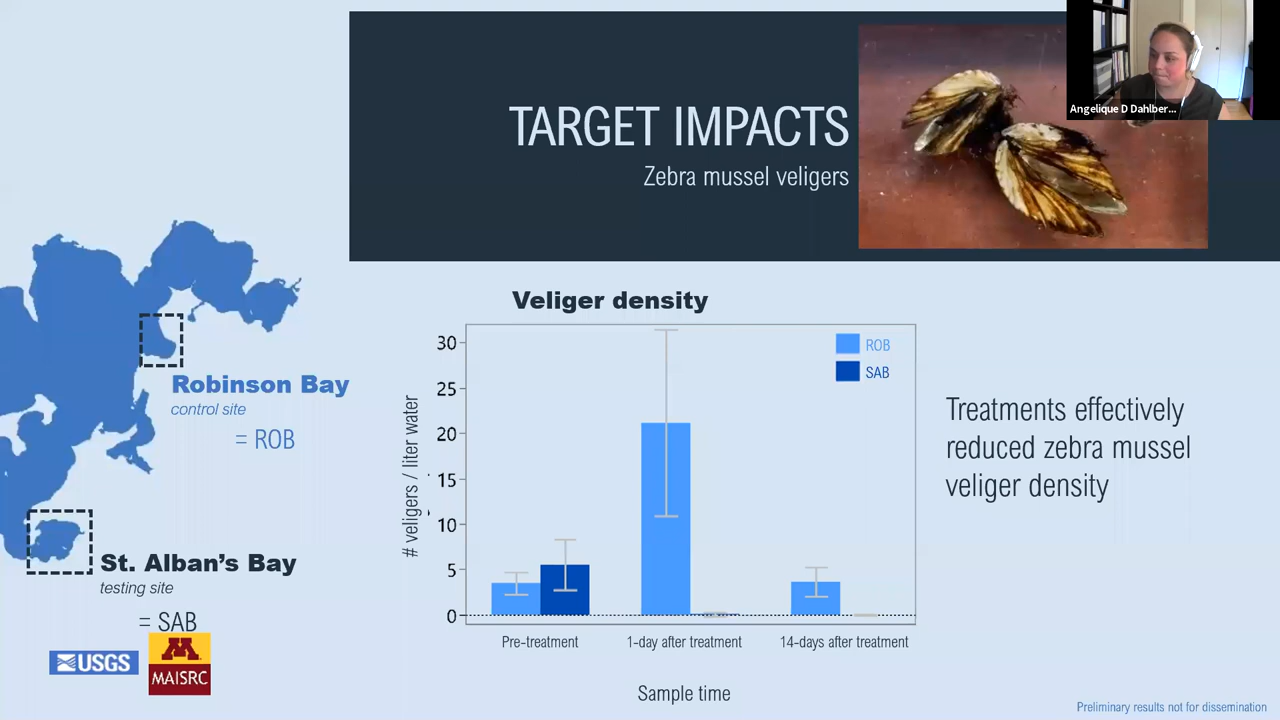 Angelique D Dahlber...
TARGET IMPACTS
Zebra mussel veligers
Robinson Bay
control site
= ROB
St. Alban's Bay
testing site
= SAB
USGS
MAISRC
Veliger density
# veligers / liter water
30
25
20
15
10
5
0
ROB
SAB
Pre-treatment
1-day after treatment
14-days after treatment
Sample time
Treatments effectively
reduced zebra mussel
veliger density
Preliminary results not for dissemination